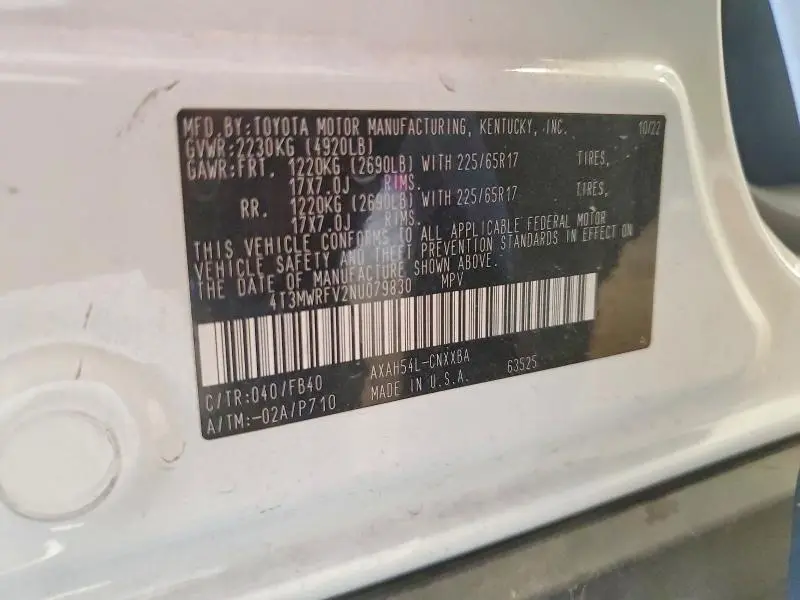 MFD. BY:TOYOTA MOTOR MANUFACTURING, KENTUCKY, INC. 10/22
GVWR:2230KG (4920LB)
GAWR:FRT. 1220KG (2690LB) WITH 225/65R17 TIRES,
17X7.0J RIMS.
RR. 1220KG (2690LB) WITH 225/65R17 TIRES,
17X7.0J RIMS.
THIS VEHICLE CONFORMS TO ALL APPLICABLE FEDERAL MOTOR
VEHICLE SAFETY AND THEFT PREVENTION STANDARDS IN EFFECT ON
THE DATE OF MANUFACTURE SHOWN ABOVE.
4T3MWRFV2NU079830 MPV
C/TR:040/FB40 AXAH54L-CNXXBA 63525
A/TM:-02A/P710 MADE IN U.S.A.